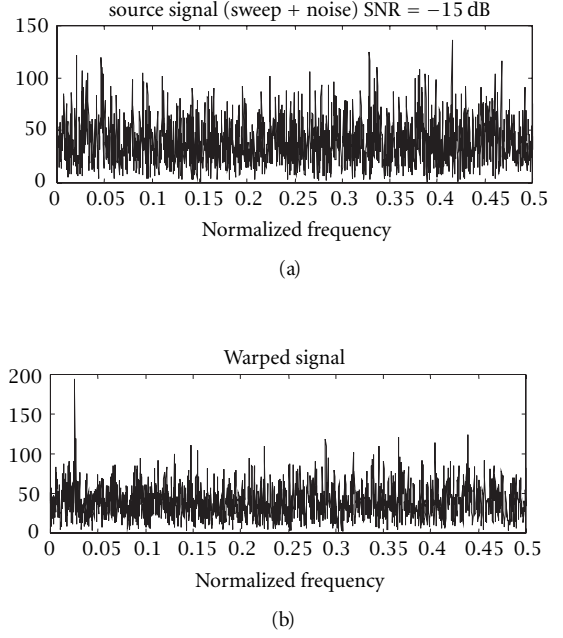 source signal (sweep + noise) SNR = −15 dB
150
100
50
0
0 0.05 0.1 0.15 0.2 0.25 0.3 0.35 0.4 0.45 0.5
Normalized frequency
(a)
Warped signal
200
150
100
50
0
0 0.05 0.1 0.15 0.2 0.25 0.3 0.35 0.4 0.45 0.5
Normalized frequency
(b)